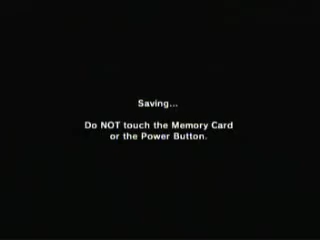 Saving...
Do NOT touch the Memory Card
or the Power Button.